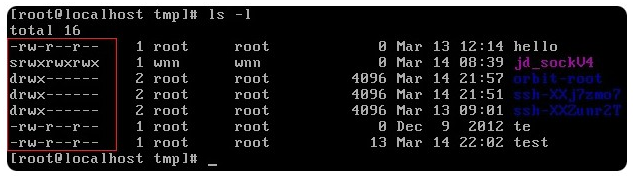 [root@localhost tmp]# ls -l
total 16
-rw-r--r-- 1 root root 0 Mar 13 12:14 hello
srwxrwxrwx 1 wnn wnn 0 Mar 14 08:39 jd_sockV4
drwx------ 2 root root 4096 Mar 14 21:57 orbit-root
drwx------ 2 root root 4096 Mar 14 21:51 ssh-XXj7zmo7
drwx------ 2 root root 4096 Mar 13 09:01 ssh-XXZunr2T
-rw-r--r-- 1 root root 0 Dec 9 2012 te
-rw-r--r-- 1 root root 13 Mar 14 22:02 test
[root@localhost tmp]# _